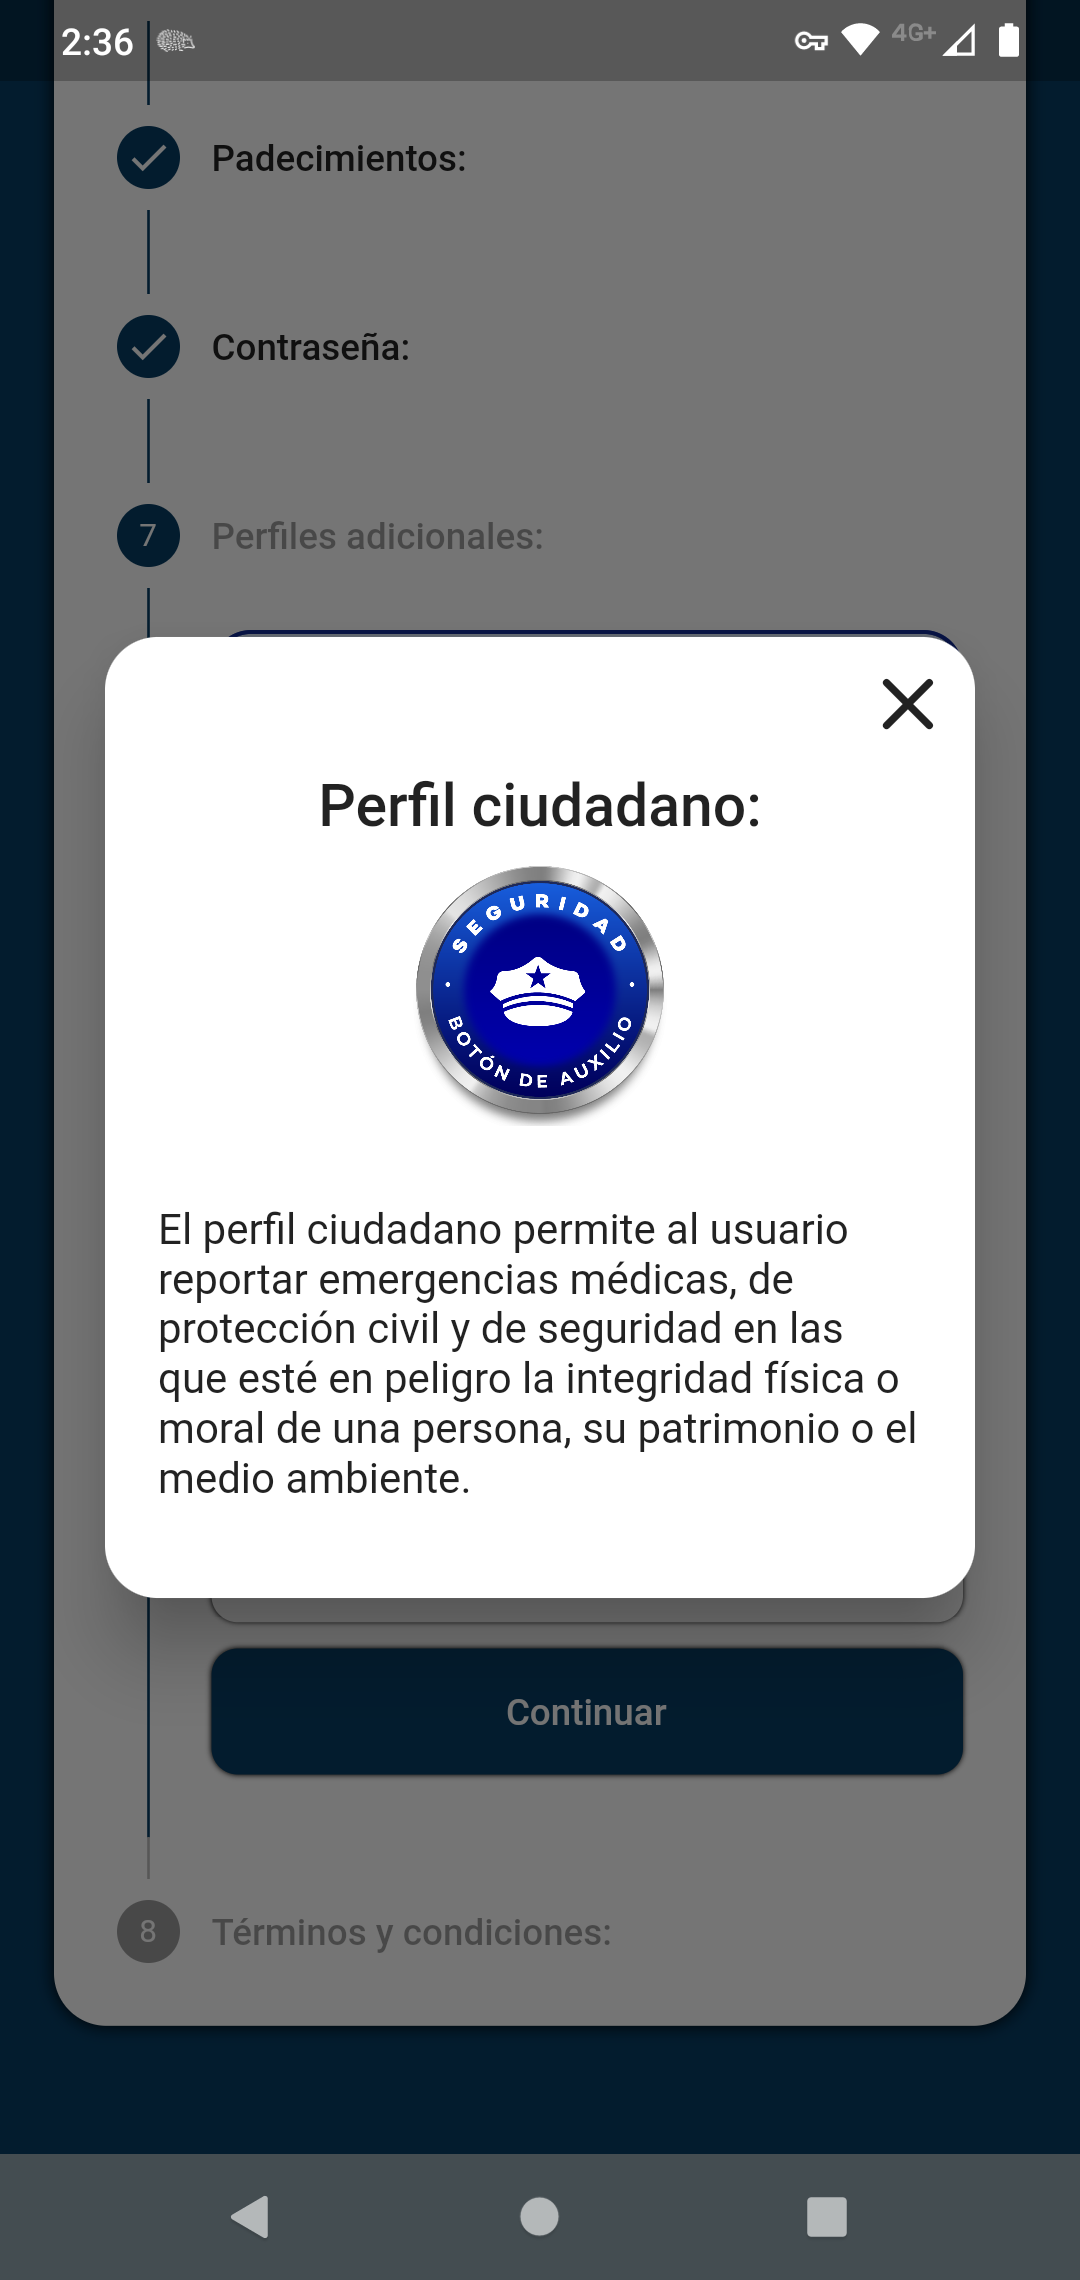 2:36
4G+
Padecimientos:
Contraseña:
7
Perfiles adicionales:
Perfil ciudadano:
SEGURIDAD
BOTÓN DE AUXILIO
El perfil ciudadano permite al usuario
reportar emergencias médicas, de
protección civil y de seguridad en las
que esté en peligro la integridad física o
moral de una persona, su patrimonio o el
medio ambiente.
Continuar
8
Términos y condiciones: